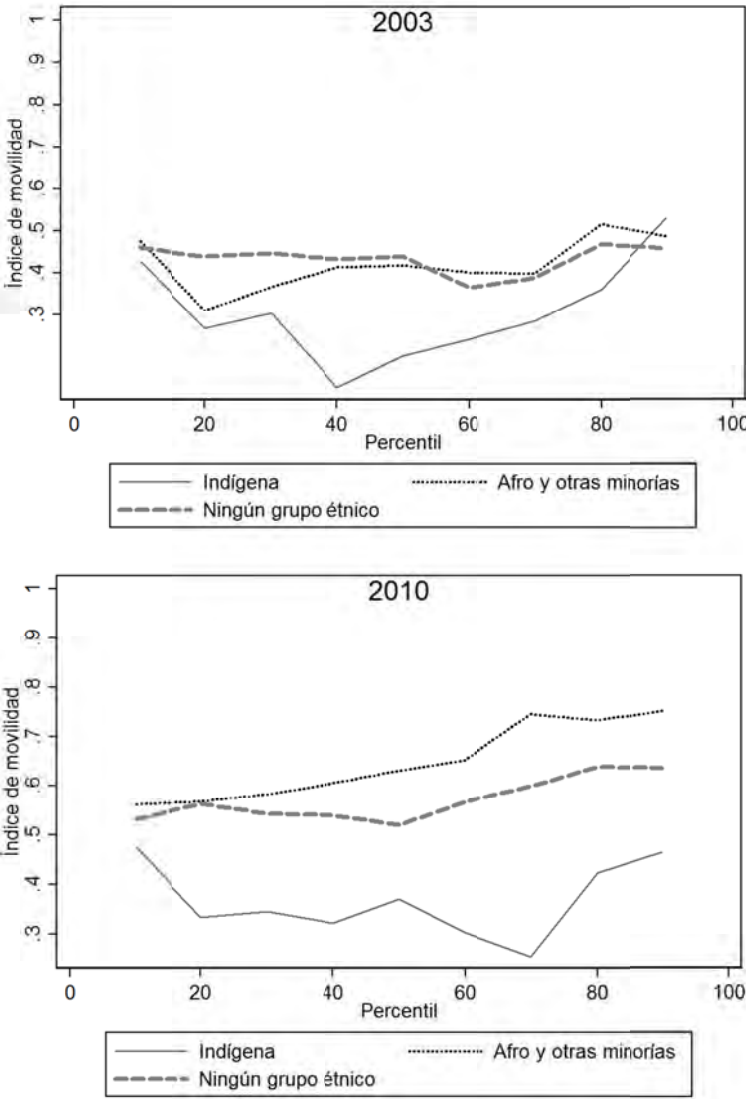 2003
1
.9
.8
.7
.6
.5
.4
.3
Índice de movilidad
0 20 40 60 80 100
Percentil
Indígena Afro y otras minorías
Ningún grupo étnico
2010
1
.9
.8
.7
.6
.5
.4
.3
Índice de movilidad
0 20 40 60 80 100
Percentil
Indígena Afro y otras minorías
Ningún grupo étnico